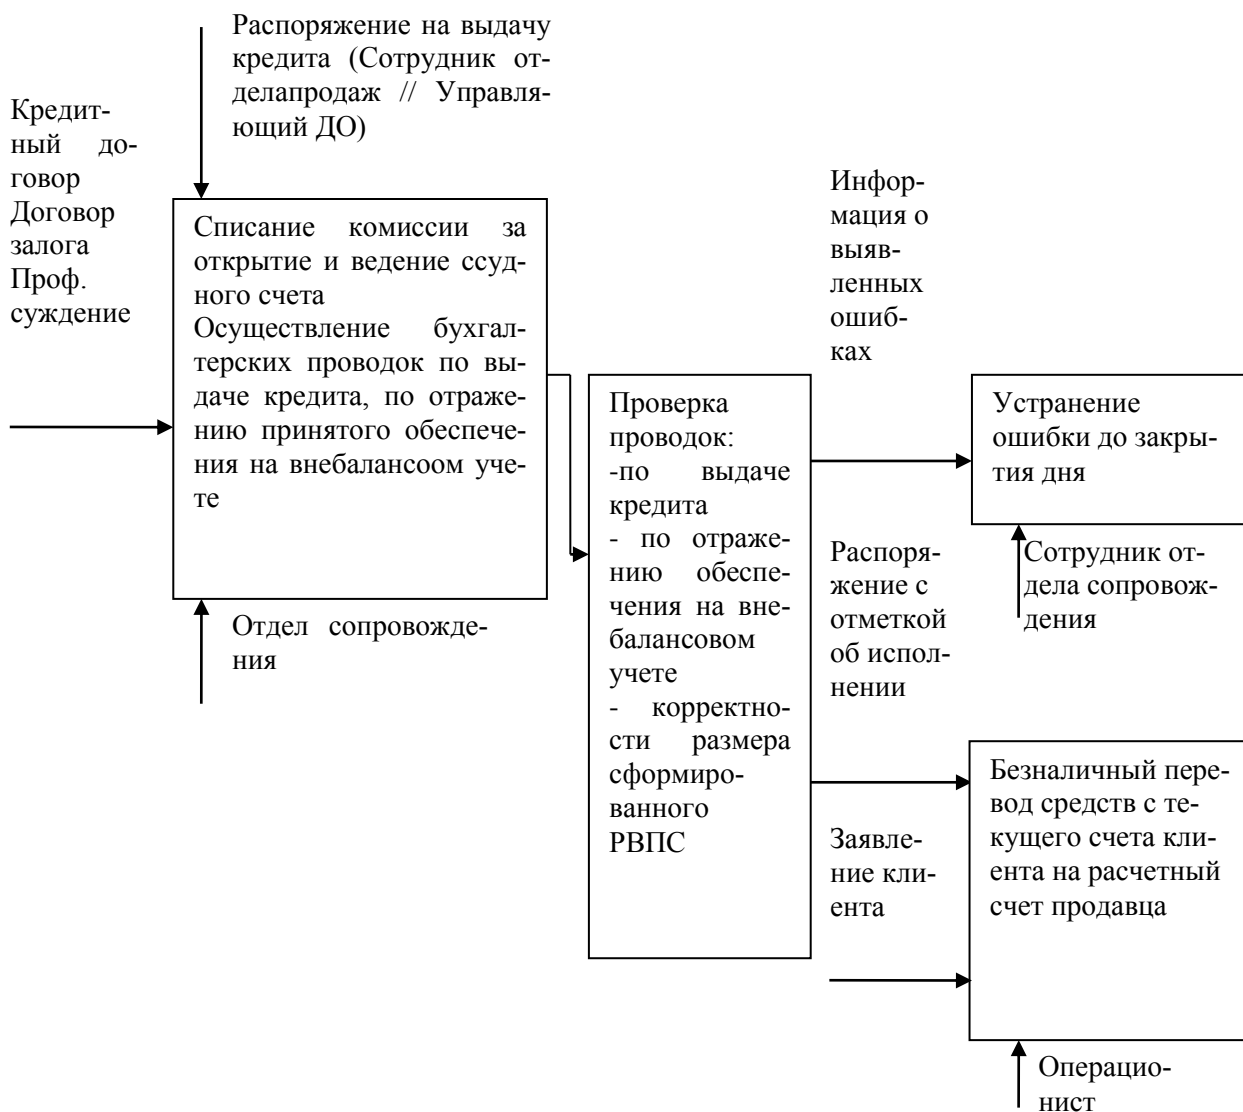 Распоряжение на выдачу
кредита (Сотрудник от-
делапродаж // Управля-
ющий ДО)
Кредит-
ный до-
говор
Договор
залога
Проф.
суждение
Списание комиссии за
открытие и ведение ссуд-
ного счета
Осуществление бухгал-
терских проводок по вы-
даче кредита, по отраже-
нию принятого обеспече-
ния на внебалансоом уче-
те
Отдел сопровожде-
ния
Проверка
проводок:
-по выдаче
кредита
- по отраже-
нию обеспе-
чения на вне-
балансовом
учете
- корректно-
сти размера
сформиро-
ванного
РВПС
Инфор-
мация о
выяв-
ленных
ошиб-
ках
Устранение
ошибки до закры-
тия дня
Сотрудник от-
дела сопровож-
дения
Распоря-
жение с
отметкой
об испол-
нении
Заявле-
ние кли-
ента
Безналичный пере-
вод средств с те-
кущего счета кли-
ента на расчетный
счет продавца
Операцио-
нист